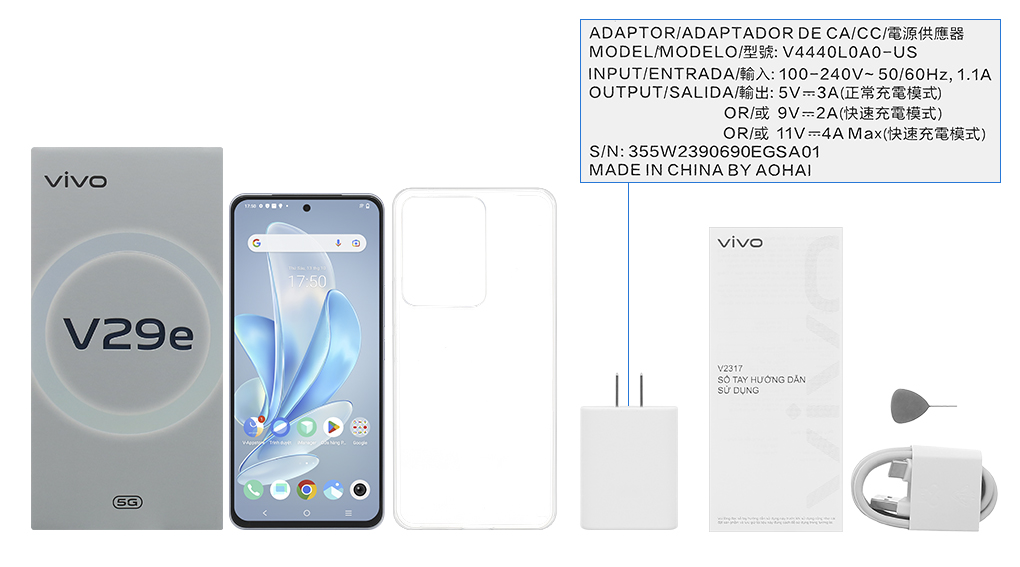 ADAPTOR/ADAPTADOR DE CA/CC/電源供應器
MODEL/MODELO/型號: V4440L0A0-US
INPUT/ENTRADA/輸入: 100-240V~ 50/60Hz, 1.1A
OUTPUT/SALIDA/輸出: 5V⎓3A(正常充電模式)
OR/或 9V⎓2A(快速充電模式)
OR/或 11V⎓4A Max(快速充電模式)
S/N: 355W2390690EGSA01
MADE IN CHINA BY AOHAI
vivo
V29e
5G
17:50
17:50
Google
vivo
V2317
SỔ TAY HƯỚNG DẪN
SỬ DỤNG